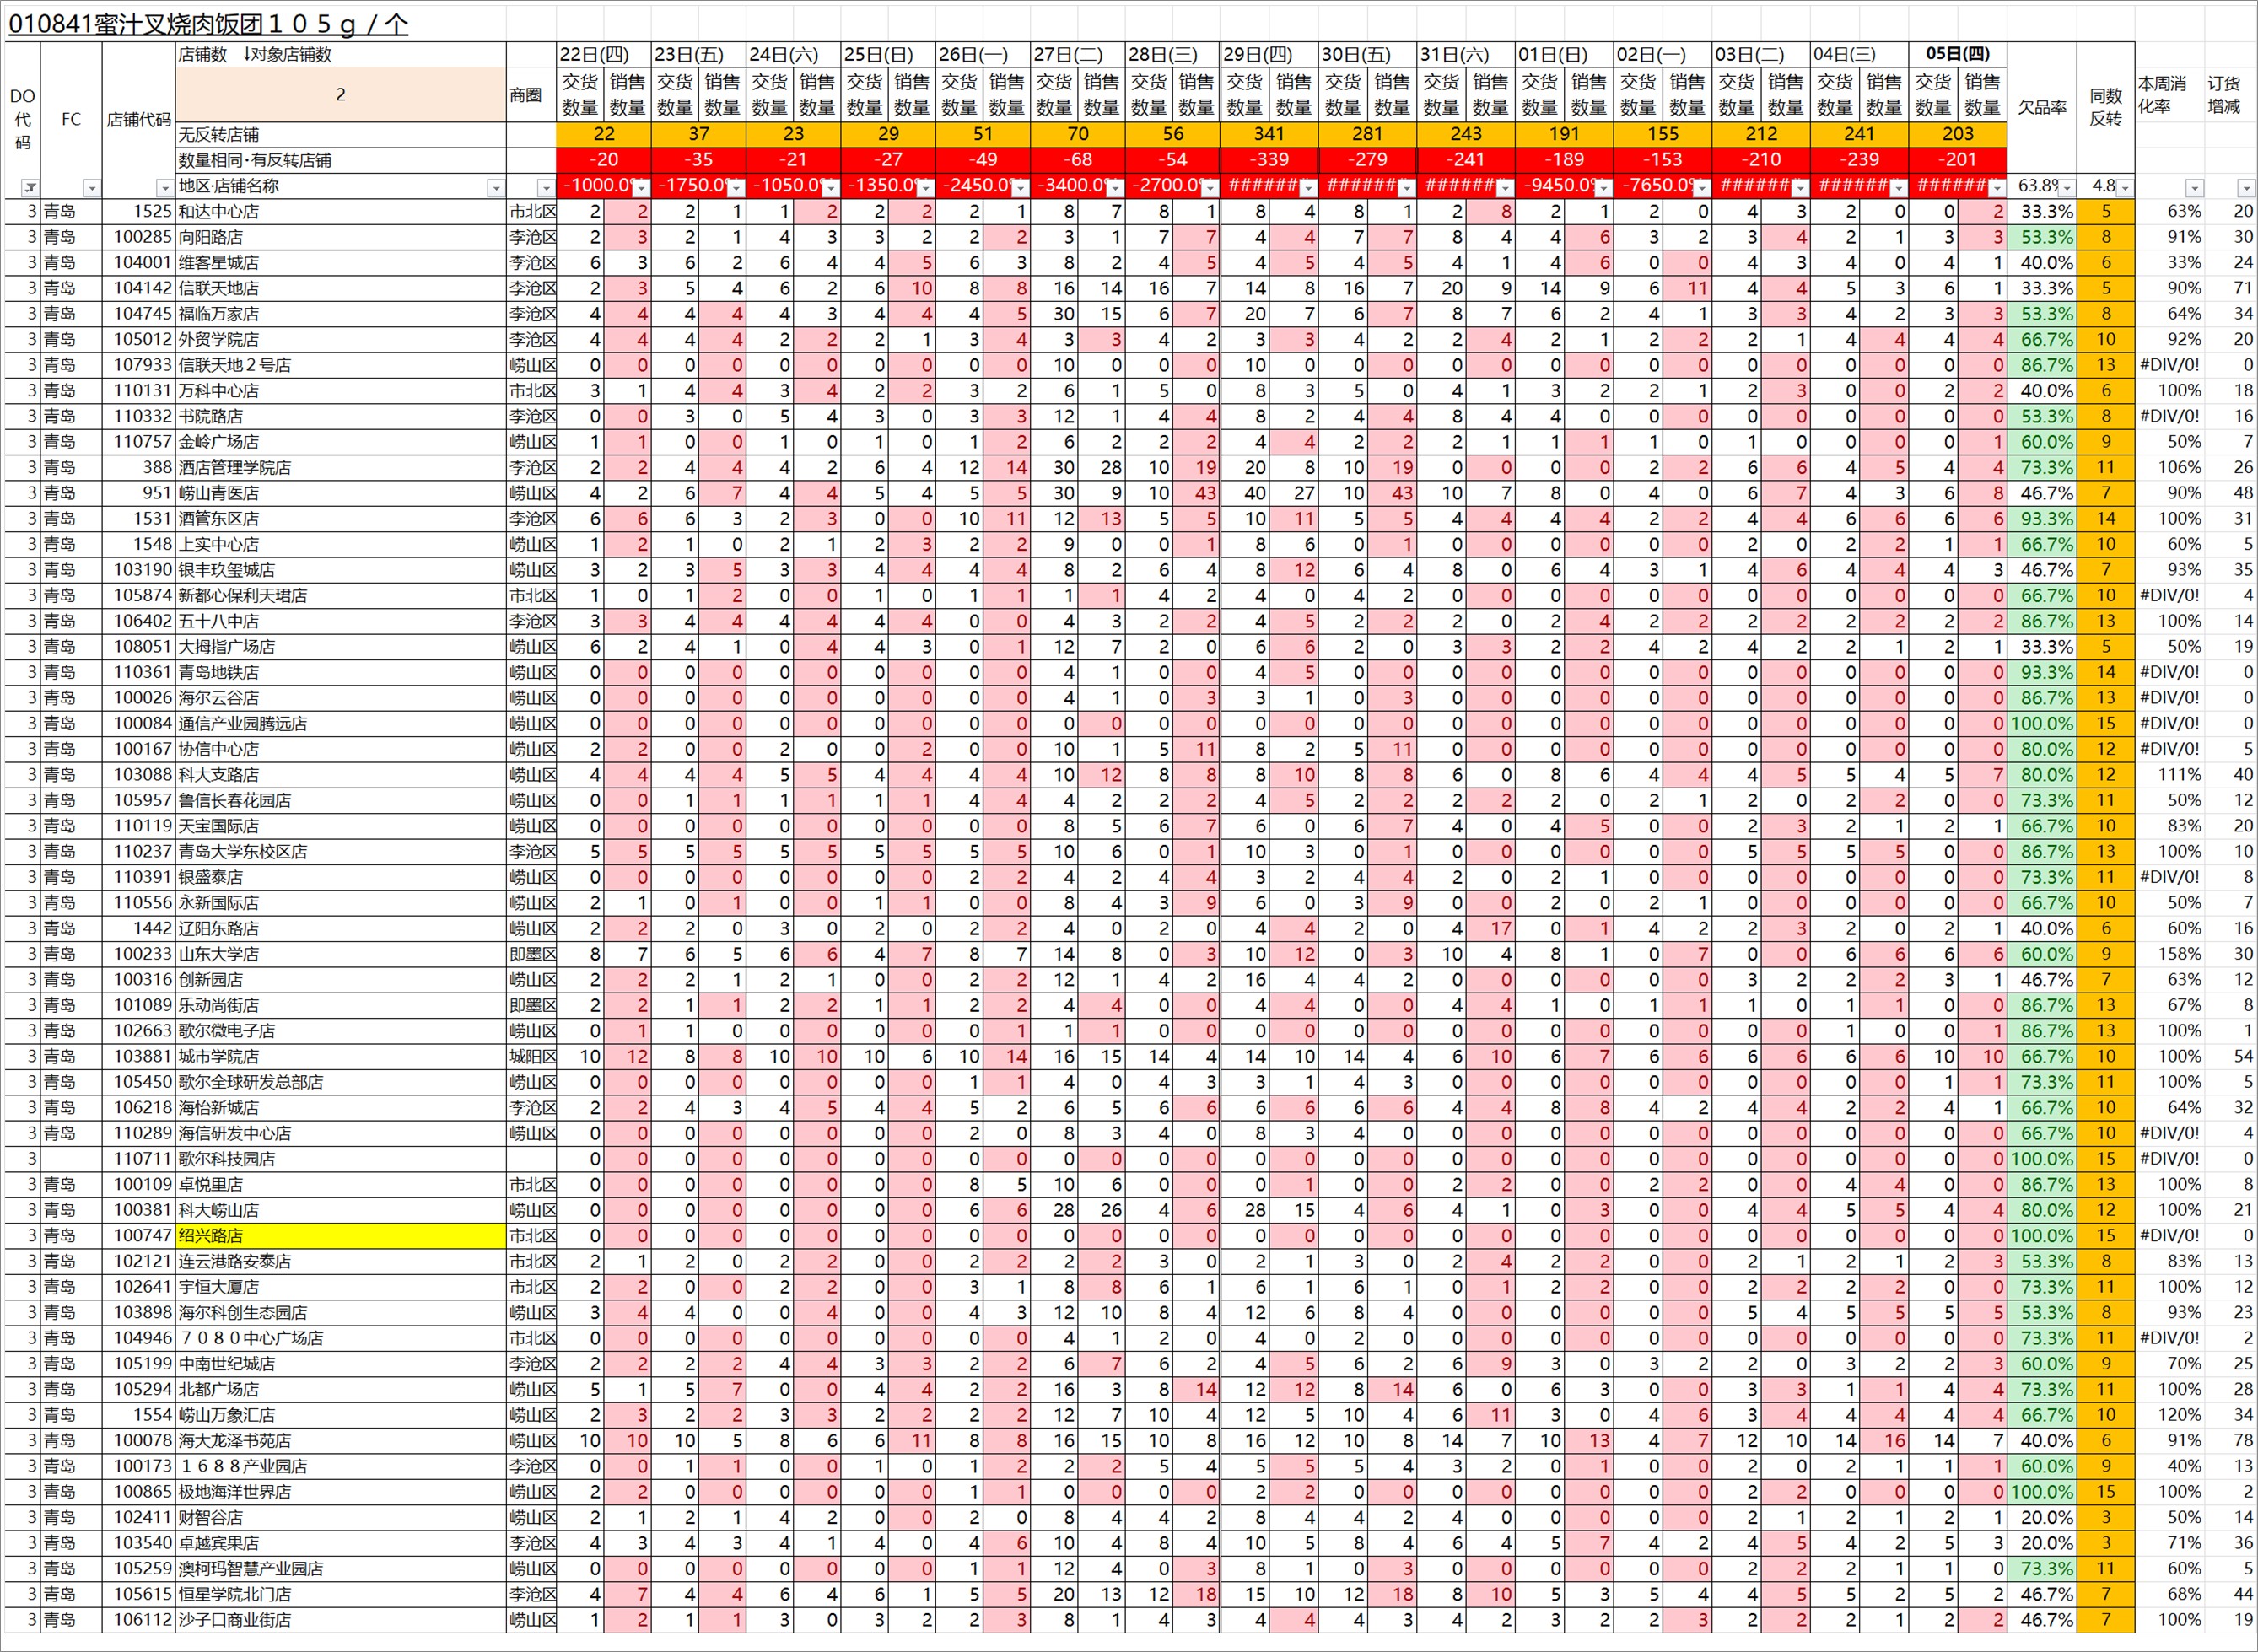 010841蜜汁叉烧肉饭团１０５ｇ／个
DO代码 FC 店铺代码 店铺数 ↓对象店铺数 商圈 22日(四) 23日(五) 24日(六) 25日(日) 26日(一) 27日(二) 28日(三) 29日(四) 30日(五) 31日(六) 01日(日) 02日(一) 03日(二) 04日(三) 05日(四) 欠品率 同数反转 本周消化率 订货增减
2 交货数量 销售数量 交货数量 销售数量 交货数量 销售数量 交货数量 销售数量 交货数量 销售数量 交货数量 销售数量 交货数量 销售数量 交货数量 销售数量 交货数量 销售数量 交货数量 销售数量 交货数量 销售数量 交货数量 销售数量 交货数量 销售数量 交货数量 销售数量 交货数量 销售数量
无反转店铺 22 37 23 29 51 70 56 341 281 243 191 155 212 241 203
数量相同·有反转店铺 -20 -35 -21 -27 -49 -68 -54 -339 -279 -241 -189 -153 -210 -239 -201
地区·店铺名称 -1000.0% -1750.0% -1050.0% -1350.0% -2450.0% -3400.0% -2700.0% ###### ###### ###### -9450.0% -7650.0% ###### ###### ###### 63.8% 4.8
3 青岛 1525 和达中心店 市北区 2 2 2 1 1 2 2 2 2 1 8 7 8 1 8 4 8 1 2 8 2 1 2 0 4 3 2 0 0 2 33.3% 5 63% 20
3 青岛 100285 向阳路店 李沧区 2 3 2 1 4 3 3 2 2 2 3 1 7 7 4 4 7 7 8 4 4 6 3 2 3 4 2 1 3 3 53.3% 8 91% 30
3 青岛 104001 维客星城店 李沧区 6 3 6 2 6 4 4 5 6 3 8 2 4 5 4 5 4 5 4 1 4 6 0 0 4 3 4 0 4 1 40.0% 6 33% 24
3 青岛 104142 信联天地店 李沧区 2 3 5 4 6 2 6 10 8 8 16 14 16 7 14 8 16 7 20 9 14 9 6 11 4 4 5 3 6 1 33.3% 5 90% 71
3 青岛 104745 福临万家店 李沧区 4 4 4 4 4 3 4 4 4 5 30 15 6 7 20 7 6 7 8 7 6 2 4 1 3 3 4 2 3 3 53.3% 8 64% 34
3 青岛 105012 外贸学院店 李沧区 4 4 4 4 2 2 2 1 3 4 3 3 4 2 3 3 4 2 2 4 2 1 2 2 2 1 4 4 4 4 66.7% 10 92% 20
3 青岛 107933 信联天地２号店 崂山区 0 0 0 0 0 0 0 0 0 0 10 0 0 0 10 0 0 0 0 0 0 0 0 0 0 0 0 0 0 0 86.7% 13 #DIV/0! 0
3 青岛 110131 万科中心店 市北区 3 1 4 4 3 4 2 2 3 2 6 1 5 0 8 3 5 0 4 1 3 2 2 1 2 3 0 0 2 2 40.0% 6 100% 18
3 青岛 110332 书院路店 李沧区 0 0 3 0 5 4 3 0 3 3 12 1 4 4 8 2 4 4 8 4 4 0 0 0 0 0 0 0 0 0 53.3% 8 #DIV/0! 16
3 青岛 110757 金岭广场店 崂山区 1 1 0 0 1 0 1 0 1 2 6 2 2 2 4 4 2 2 2 1 1 1 1 0 1 0 0 0 0 1 60.0% 9 50% 7
3 青岛 388 酒店管理学院店 李沧区 2 2 4 4 4 2 6 4 12 14 30 28 10 19 20 8 10 19 0 0 0 0 2 2 6 6 4 5 4 4 73.3% 11 106% 26
3 青岛 951 崂山青医店 崂山区 4 2 6 7 4 4 5 4 5 5 30 9 10 43 40 27 10 43 10 7 8 0 4 0 6 7 4 3 6 8 46.7% 7 90% 48
3 青岛 1531 酒管东区店 李沧区 6 6 6 3 2 3 0 0 10 11 12 13 5 5 10 11 5 5 4 4 4 4 2 2 4 4 6 6 6 6 93.3% 14 100% 31
3 青岛 1548 上实中心店 崂山区 1 2 1 0 2 1 2 3 2 2 9 0 0 1 8 6 0 1 0 0 0 0 0 0 2 0 2 2 1 1 66.7% 10 60% 5
3 青岛 103190 银丰玖玺城店 崂山区 3 2 3 5 3 3 4 4 4 4 8 2 6 4 8 12 6 4 8 0 6 4 3 1 4 6 4 4 4 3 46.7% 7 93% 35
3 青岛 105874 新都心保利天珺店 市北区 1 0 1 2 0 0 1 0 1 1 1 1 4 2 4 0 4 2 0 0 0 0 0 0 0 0 0 0 0 0 66.7% 10 #DIV/0! 4
3 青岛 106402 五十八中店 李沧区 3 3 4 4 4 4 4 4 0 0 4 3 2 2 4 5 2 2 2 0 2 4 2 2 2 2 2 2 2 2 86.7% 13 100% 14
3 青岛 108051 大拇指广场店 崂山区 6 2 4 1 0 4 4 3 0 1 12 7 2 0 6 6 2 0 3 3 2 2 4 2 4 2 2 1 2 1 33.3% 5 50% 19
3 青岛 110361 青岛地铁店 崂山区 0 0 0 0 0 0 0 0 0 0 4 1 0 0 4 5 0 0 0 0 0 0 0 0 0 0 0 0 0 0 93.3% 14 #DIV/0! 0
3 青岛 100026 海尔云谷店 崂山区 0 0 0 0 0 0 0 0 0 0 4 1 0 3 3 1 0 3 0 0 0 0 0 0 0 0 0 0 0 0 86.7% 13 #DIV/0! 0
3 青岛 100084 通信产业园腾远店 崂山区 0 0 0 0 0 0 0 0 0 0 0 0 0 0 0 0 0 0 0 0 0 0 0 0 0 0 0 0 0 0 100.0% 15 #DIV/0! 0
3 青岛 100167 协信中心店 崂山区 2 2 0 0 2 0 0 2 0 0 10 1 5 11 8 2 5 11 0 0 0 0 0 0 0 0 0 0 0 0 80.0% 12 #DIV/0! 5
3 青岛 103088 科大支路店 崂山区 4 4 4 4 5 5 4 4 4 4 10 12 8 8 8 10 8 8 6 0 8 6 4 4 4 5 5 4 5 7 80.0% 12 111% 40
3 青岛 105957 鲁信长春花园店 崂山区 0 0 1 1 1 1 1 1 4 4 4 2 2 2 4 5 2 2 2 2 2 0 2 1 2 0 2 2 0 0 73.3% 11 50% 12
3 青岛 110119 天宝国际店 崂山区 0 0 0 0 0 0 0 0 0 0 8 5 6 7 6 0 6 7 4 0 4 5 0 0 2 3 2 1 2 1 66.7% 10 83% 20
3 青岛 110237 青岛大学东校区店 李沧区 5 5 5 5 5 5 5 5 5 5 10 6 0 1 10 3 0 1 0 0 0 0 0 0 5 5 5 5 0 0 86.7% 13 100% 10
3 青岛 110391 银盛泰店 崂山区 0 0 0 0 0 0 0 0 2 2 4 2 4 4 3 2 4 4 2 0 2 1 0 0 0 0 0 0 0 0 73.3% 11 #DIV/0! 8
3 青岛 110556 永新国际店 崂山区 2 1 0 1 0 0 1 1 0 0 8 4 3 9 6 0 3 9 0 0 2 0 2 1 0 0 0 0 0 0 66.7% 10 50% 7
3 青岛 1442 辽阳东路店 崂山区 2 2 2 0 3 0 2 0 2 2 4 0 2 0 4 4 2 0 4 17 0 1 4 2 2 3 2 0 2 1 40.0% 6 60% 16
3 青岛 100233 山东大学店 即墨区 8 7 6 5 6 6 4 7 8 7 14 8 0 3 10 12 0 3 10 4 8 1 0 7 0 0 6 6 6 6 60.0% 9 158% 30
3 青岛 100316 创新园店 崂山区 2 2 2 1 2 1 0 0 2 2 12 1 4 2 16 4 4 2 0 0 0 0 0 0 3 2 2 2 3 1 46.7% 7 63% 12
3 青岛 101089 乐动尚街店 即墨区 2 2 1 1 2 2 1 1 2 2 4 4 0 0 4 4 0 0 4 4 1 0 1 1 1 0 1 1 0 0 86.7% 13 67% 8
3 青岛 102663 歌尔微电子店 崂山区 0 1 1 0 0 0 0 0 0 1 1 1 0 0 0 0 0 0 0 0 0 0 0 0 0 0 1 0 0 1 86.7% 13 100% 1
3 青岛 103881 城市学院店 城阳区 10 12 8 8 10 10 10 6 10 14 16 15 14 4 14 10 14 4 6 10 6 7 6 6 6 6 6 6 10 10 66.7% 10 100% 54
3 青岛 105450 歌尔全球研发总部店 崂山区 0 0 0 0 0 0 0 0 1 1 4 0 4 3 3 1 4 3 0 0 0 0 0 0 0 0 0 0 1 1 73.3% 11 100% 5
3 青岛 106218 海怡新城店 李沧区 2 2 4 3 4 5 4 4 5 2 6 5 6 6 6 6 6 6 4 4 8 8 4 2 4 4 2 2 4 1 66.7% 10 64% 32
3 青岛 110289 海信研发中心店 崂山区 0 0 0 0 0 0 0 0 2 0 8 3 4 0 8 3 4 0 0 0 0 0 0 0 0 0 0 0 0 0 66.7% 10 #DIV/0! 4
3 110711 歌尔科技园店 0 0 0 0 0 0 0 0 0 0 0 0 0 0 0 0 0 0 0 0 0 0 0 0 0 0 0 0 0 0 100.0% 15 #DIV/0! 0
3 青岛 100109 卓悦里店 市北区 0 0 0 0 0 0 0 0 8 5 10 6 0 0 0 1 0 0 2 2 0 0 2 2 0 0 4 4 0 0 86.7% 13 100% 8
3 青岛 100381 科大崂山店 崂山区 0 0 0 0 0 0 0 0 6 6 28 26 4 6 28 15 4 6 4 1 0 3 0 0 4 4 5 5 4 4 80.0% 12 100% 21
3 青岛 100747 绍兴路店 市北区 0 0 0 0 0 0 0 0 0 0 0 0 0 0 0 0 0 0 0 0 0 0 0 0 0 0 0 0 0 0 100.0% 15 #DIV/0! 0
3 青岛 102121 连云港路安泰店 市北区 2 1 2 0 2 2 0 0 2 2 2 2 3 0 2 1 3 0 2 4 2 2 0 0 2 1 2 1 2 3 53.3% 8 83% 13
3 青岛 102641 宇恒大厦店 市北区 2 2 0 0 2 2 0 0 3 1 8 8 6 1 6 1 6 1 0 1 2 2 0 0 2 2 2 2 0 0 73.3% 11 100% 12
3 青岛 103898 海尔科创生态园店 崂山区 3 4 4 0 0 4 0 0 4 3 12 10 8 4 12 6 8 4 0 0 0 0 0 0 5 4 5 5 5 5 53.3% 8 93% 23
3 青岛 104946 ７０８０中心广场店 市北区 0 0 0 0 0 0 0 0 0 0 4 1 2 0 4 0 2 0 0 0 0 0 0 0 0 0 0 0 0 0 73.3% 11 #DIV/0! 2
3 青岛 105199 中南世纪城店 李沧区 2 2 2 2 4 4 3 3 2 2 6 7 6 2 4 5 6 2 6 9 3 0 3 2 2 0 3 2 2 3 60.0% 9 70% 25
3 青岛 105294 北都广场店 崂山区 5 1 5 7 0 0 4 4 2 2 16 3 8 14 12 12 8 14 6 0 6 3 0 0 3 3 1 1 4 4 73.3% 11 100% 28
3 青岛 1554 崂山万象汇店 崂山区 2 3 2 2 3 3 2 2 2 2 12 7 10 4 12 5 10 4 6 11 3 0 4 6 3 4 4 4 4 4 66.7% 10 120% 34
3 青岛 100078 海大龙泽书苑店 崂山区 10 10 10 5 8 6 6 11 8 8 16 15 10 8 16 12 10 8 14 7 10 13 4 7 12 10 14 16 14 7 40.0% 6 91% 78
3 青岛 100173 １６８８产业园店 李沧区 0 0 1 1 0 0 1 0 1 2 2 2 5 4 5 5 5 4 3 2 0 1 0 0 2 0 2 1 1 1 60.0% 9 40% 13
3 青岛 100865 极地海洋世界店 崂山区 2 2 0 0 0 0 0 0 1 1 0 0 0 0 2 2 0 0 0 0 0 0 0 0 2 2 0 0 0 0 100.0% 15 100% 2
3 青岛 102411 财智谷店 崂山区 2 1 2 1 4 2 0 0 2 0 8 4 4 2 8 4 4 2 4 0 0 0 0 0 2 1 2 1 2 1 20.0% 3 50% 14
3 青岛 103540 卓越宾果店 李沧区 4 3 4 3 4 1 4 0 4 6 10 4 8 4 10 5 8 4 6 4 5 7 4 2 4 5 4 2 5 3 20.0% 3 71% 36
3 青岛 105259 澳柯玛智慧产业园店 崂山区 0 0 0 0 0 0 0 0 1 1 12 4 0 3 8 1 0 3 0 0 0 0 0 0 2 2 2 1 1 0 73.3% 11 60% 5
3 青岛 105615 恒星学院北门店 李沧区 4 7 4 4 6 4 6 1 5 5 20 13 12 18 15 10 12 18 8 10 5 3 5 4 4 5 5 2 5 2 46.7% 7 68% 44
3 青岛 106112 沙子口商业街店 崂山区 1 2 1 1 3 0 3 2 2 3 8 1 4 3 4 4 4 3 4 2 3 2 2 3 2 2 2 1 2 2 46.7% 7 100% 19